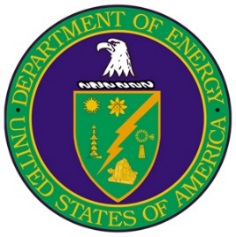 DEPARTMENT OF ENERGY
UNITED STATES OF AMERICA